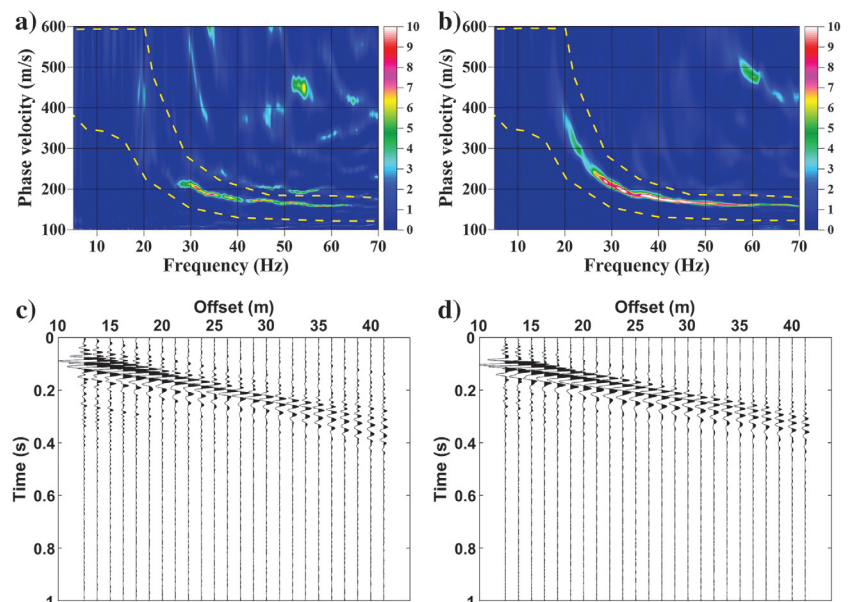 a)
600
500
400
300
200
100
Phase velocity (m/s)
5 10 20 30 40 50 60 70
Frequency (Hz)
10
9
8
7
6
5
4
3
2
1
0
b)
600
500
400
300
200
100
Phase velocity (m/s)
5 10 20 30 40 50 60 70
Frequency (Hz)
10
9
8
7
6
5
4
3
2
1
0
c)
Offset (m)
10 15 20 25 30 35 40
0
0.2
0.4
0.6
0.8
1
Time (s)
d)
Offset (m)
10 15 20 25 30 35 40
0
0.2
0.4
0.6
0.8
1
Time (s)